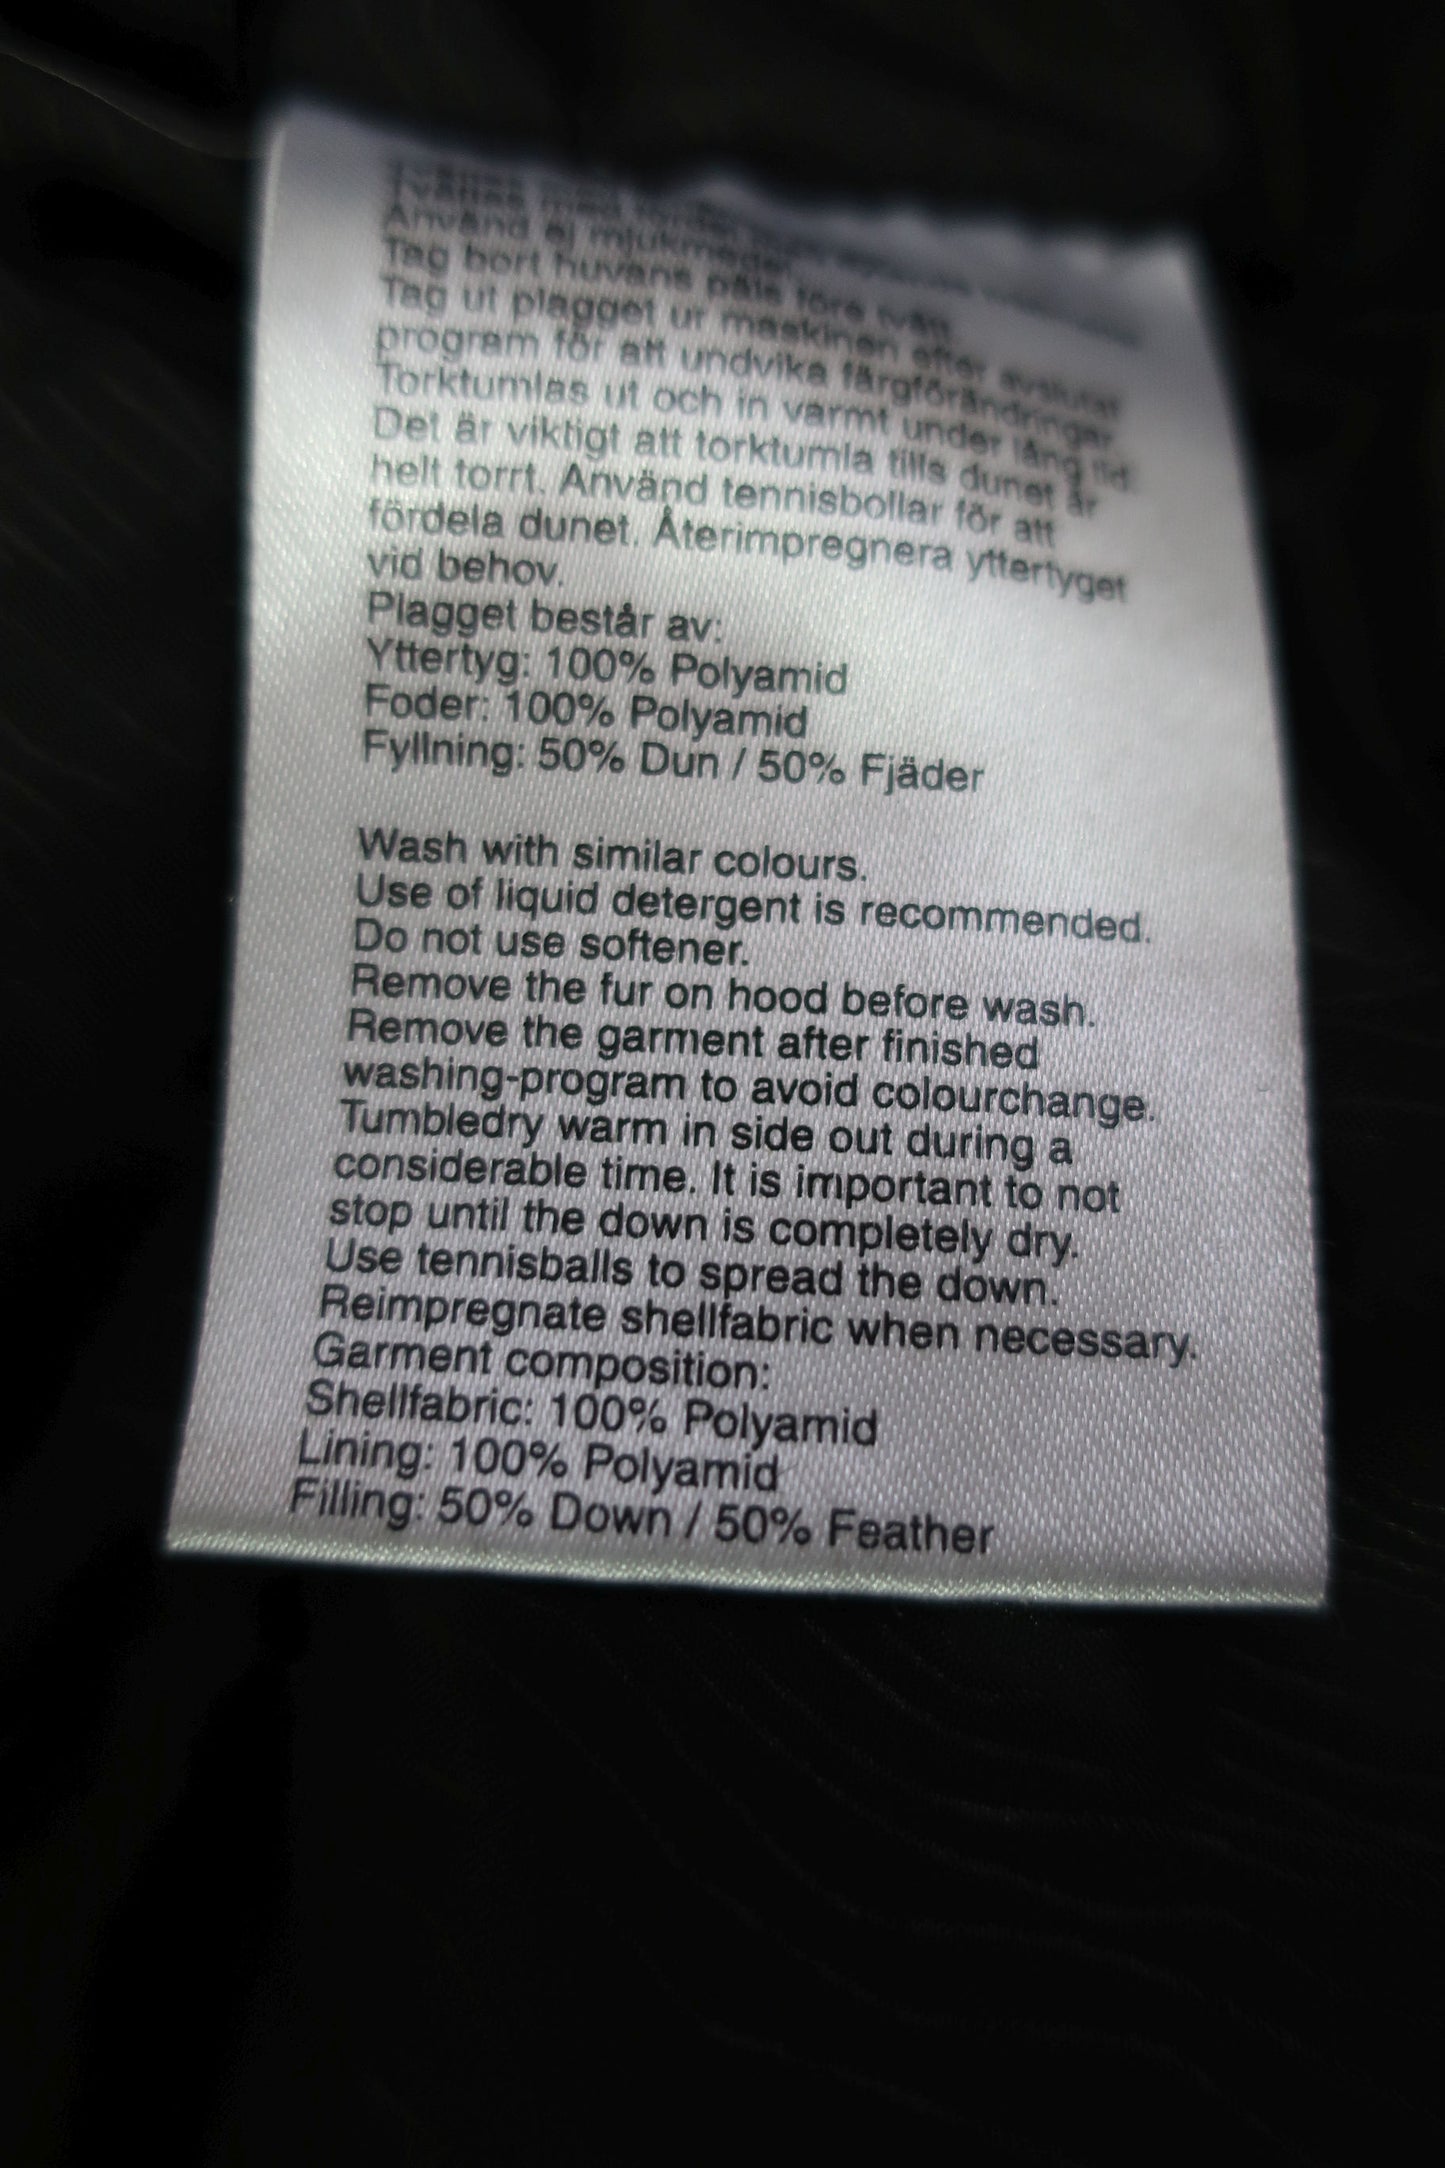 Tvättas med
Använd ej mjukmedel.
Tag bort huvans päls före tvätt.
Tag ut plagget ur maskinen efter avslutat
program för att undvika färgförändringar.
Torktumlas ut och in varmt under lång tid.
Det är viktigt att torktumla tills dunet är
helt torrt. Använd tennisbollar för att
fördela dunet. Återimpregnera yttertyget
vid behov.
Plagget består av:
Yttertyg: 100% Polyamid
Foder: 100% Polyamid
Fyllning: 50% Dun / 50% Fjäder
Wash with similar colours.
Use of liquid detergent is recommended.
Do not use softener.
Remove the fur on hood before wash.
Remove the garment after finished
washing-program to avoid colourchange.
Tumbledry warm in side out during a
considerable time. It is important to not
stop until the down is completely dry.
Use tennisballs to spread the down.
Reimpregnate shellfabric when necessary.
Garment composition:
Shellfabric: 100% Polyamid
Lining: 100% Polyamid
Filling: 50% Down / 50% Feather